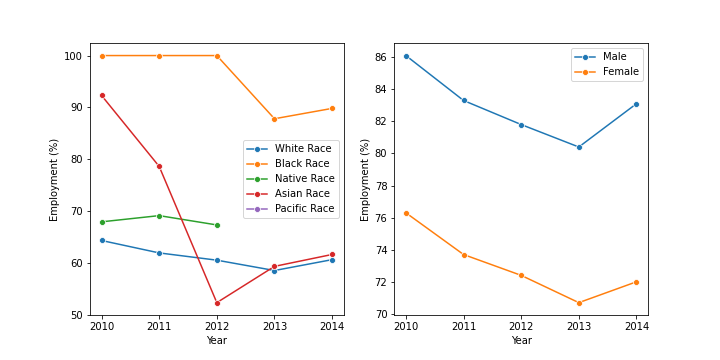 100
90
80
70
60
50
Employment (%)
2010 2011 2012 2013 2014
Year
White Race
Black Race
Native Race
Asian Race
Pacific Race
86
84
82
80
78
76
74
72
70
Employment (%)
2010 2011 2012 2013 2014
Year
Male
Female